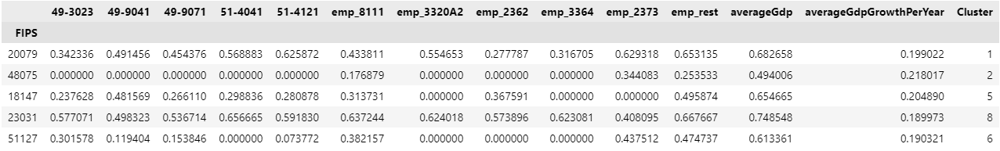 49-3023 49-9041 49-9071 51-4041 51-4121 emp_8111 emp_3320A2 emp_2362 emp_3364 emp_2373 emp_rest averageGdp averageGdpGrowthPerYear Cluster
FIPS
20079 0.342336 0.491456 0.454376 0.568883 0.625872 0.433811 0.554653 0.277787 0.316705 0.629318 0.653135 0.682658 0.199022 1
48075 0.000000 0.000000 0.000000 0.000000 0.000000 0.176879 0.000000 0.000000 0.000000 0.344083 0.253533 0.494006 0.218017 2
18147 0.237628 0.481569 0.266110 0.298836 0.280878 0.313731 0.000000 0.367591 0.000000 0.000000 0.495874 0.654665 0.204890 5
23031 0.577071 0.498323 0.536714 0.656665 0.591830 0.637244 0.624018 0.573896 0.623081 0.408095 0.667667 0.748548 0.189973 8
51127 0.301578 0.119404 0.153846 0.000000 0.073772 0.382157 0.000000 0.000000 0.000000 0.437512 0.474737 0.613361 0.190321 6